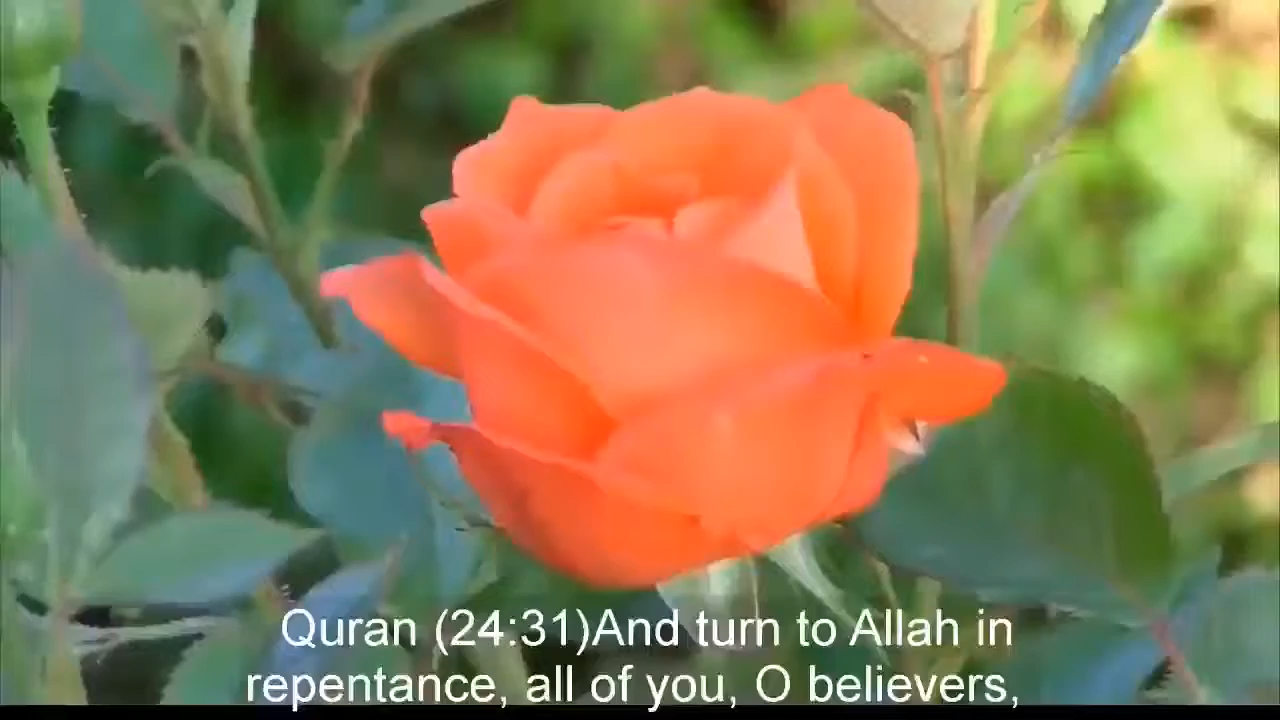 Quran (24:31)And turn to Allah in
repentance, all of you, O believers,